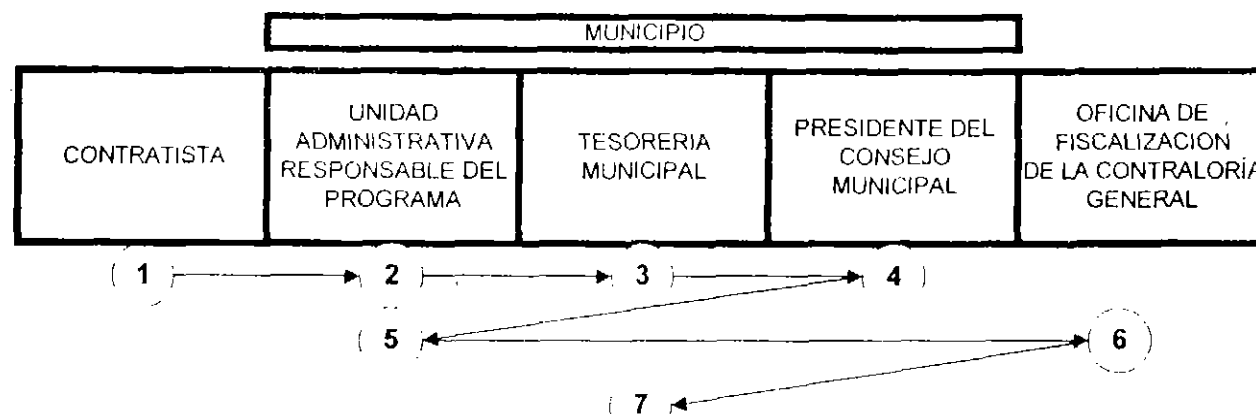 MUNICIPIO
CONTRATISTA
UNIDAD
ADMINISTRATIVA
RESPONSABLE DEL
PROGRAMA
TESORERIA
MUNICIPAL
PRESIDENTE DEL
CONSEJO
MUNICIPAL
OFICINA DE
FISCALIZACION
DE LA CONTRALORÍA
GENERAL
1
2
3
4
5
6
7